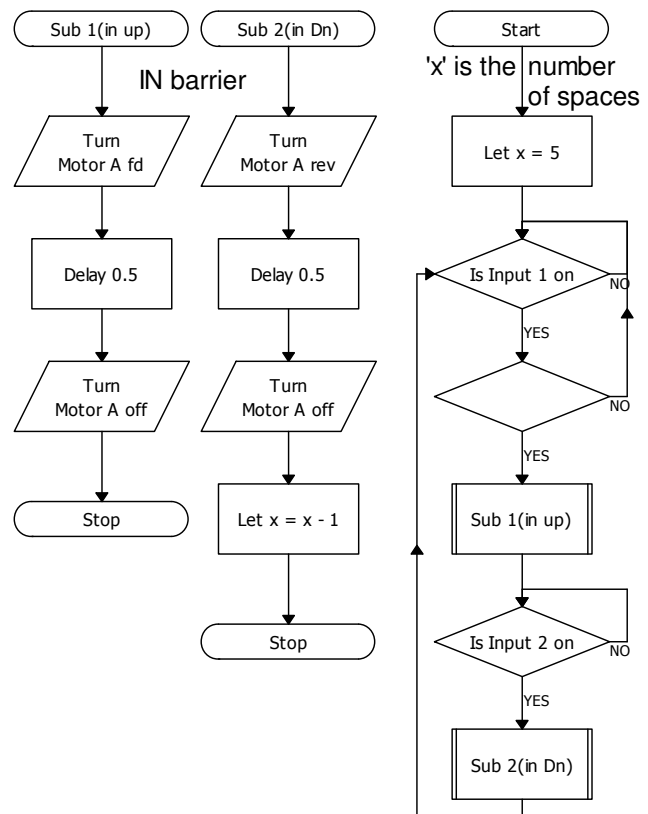 Sub 1(in up)
Sub 2(in Dn)
Start
IN barrier
'x' is the number
of spaces
Turn
Motor A fd
Turn
Motor A rev
Let x = 5
Delay 0.5
Delay 0.5
Is Input 1 on
NO
YES
Turn
Motor A off
Turn
Motor A off
NO
YES
Stop
Let x = x - 1
Sub 1(in up)
Stop
Is Input 2 on
NO
YES
Sub 2(in Dn)